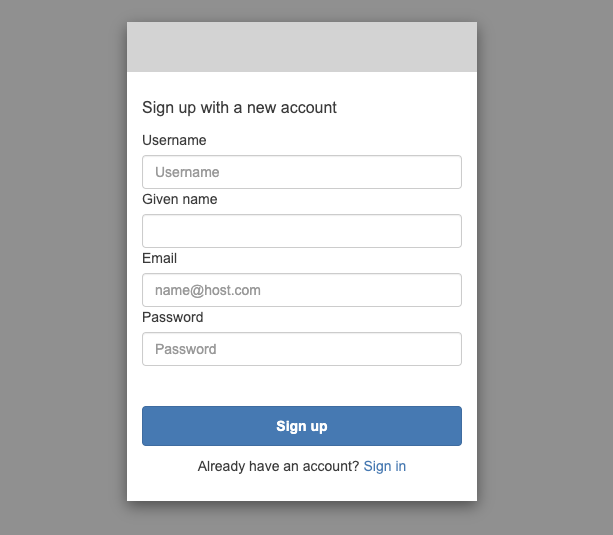 Sign up with a new account
Username
Username
Given name
Email
name@host.com
Password
Password
Sign up
Already have an account? Sign in